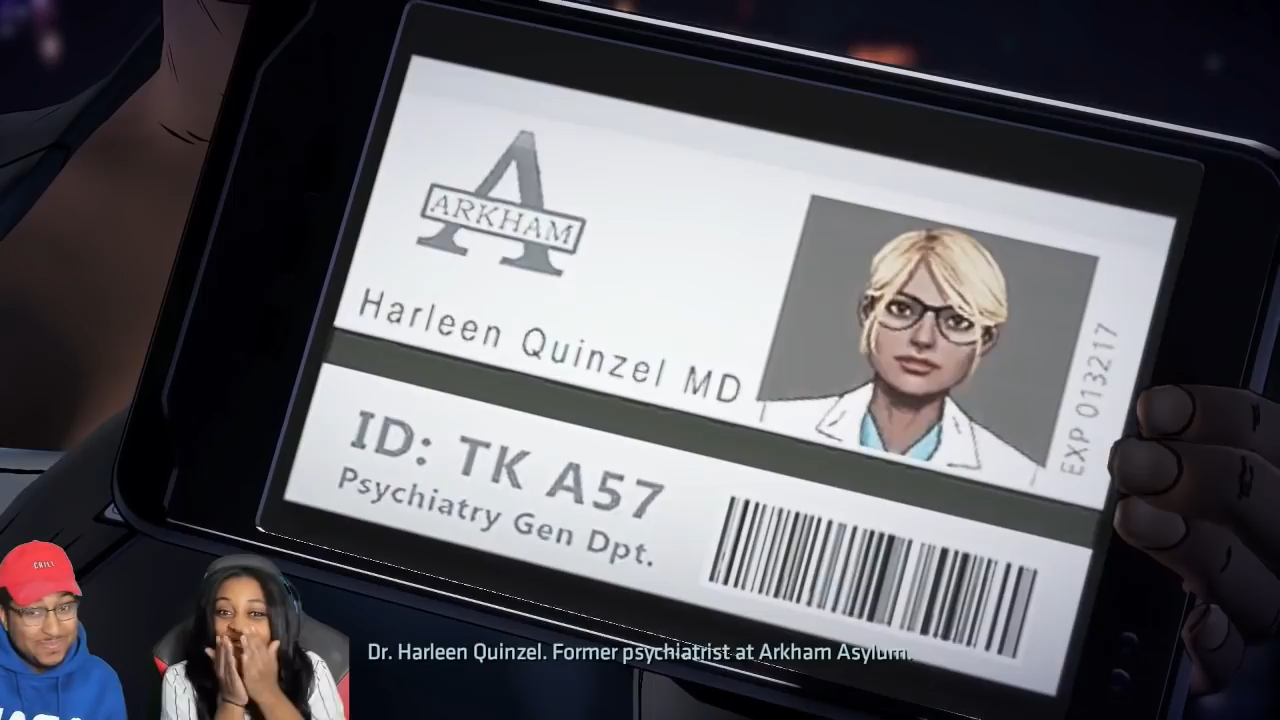 ARKHAM
Harleen Quinzel MD
EXP 013217
ID: TK A57
Psychiatry Gen Dpt.
Dr. Harleen Quinzel. Former psychiatrist at Arkham Asylum.